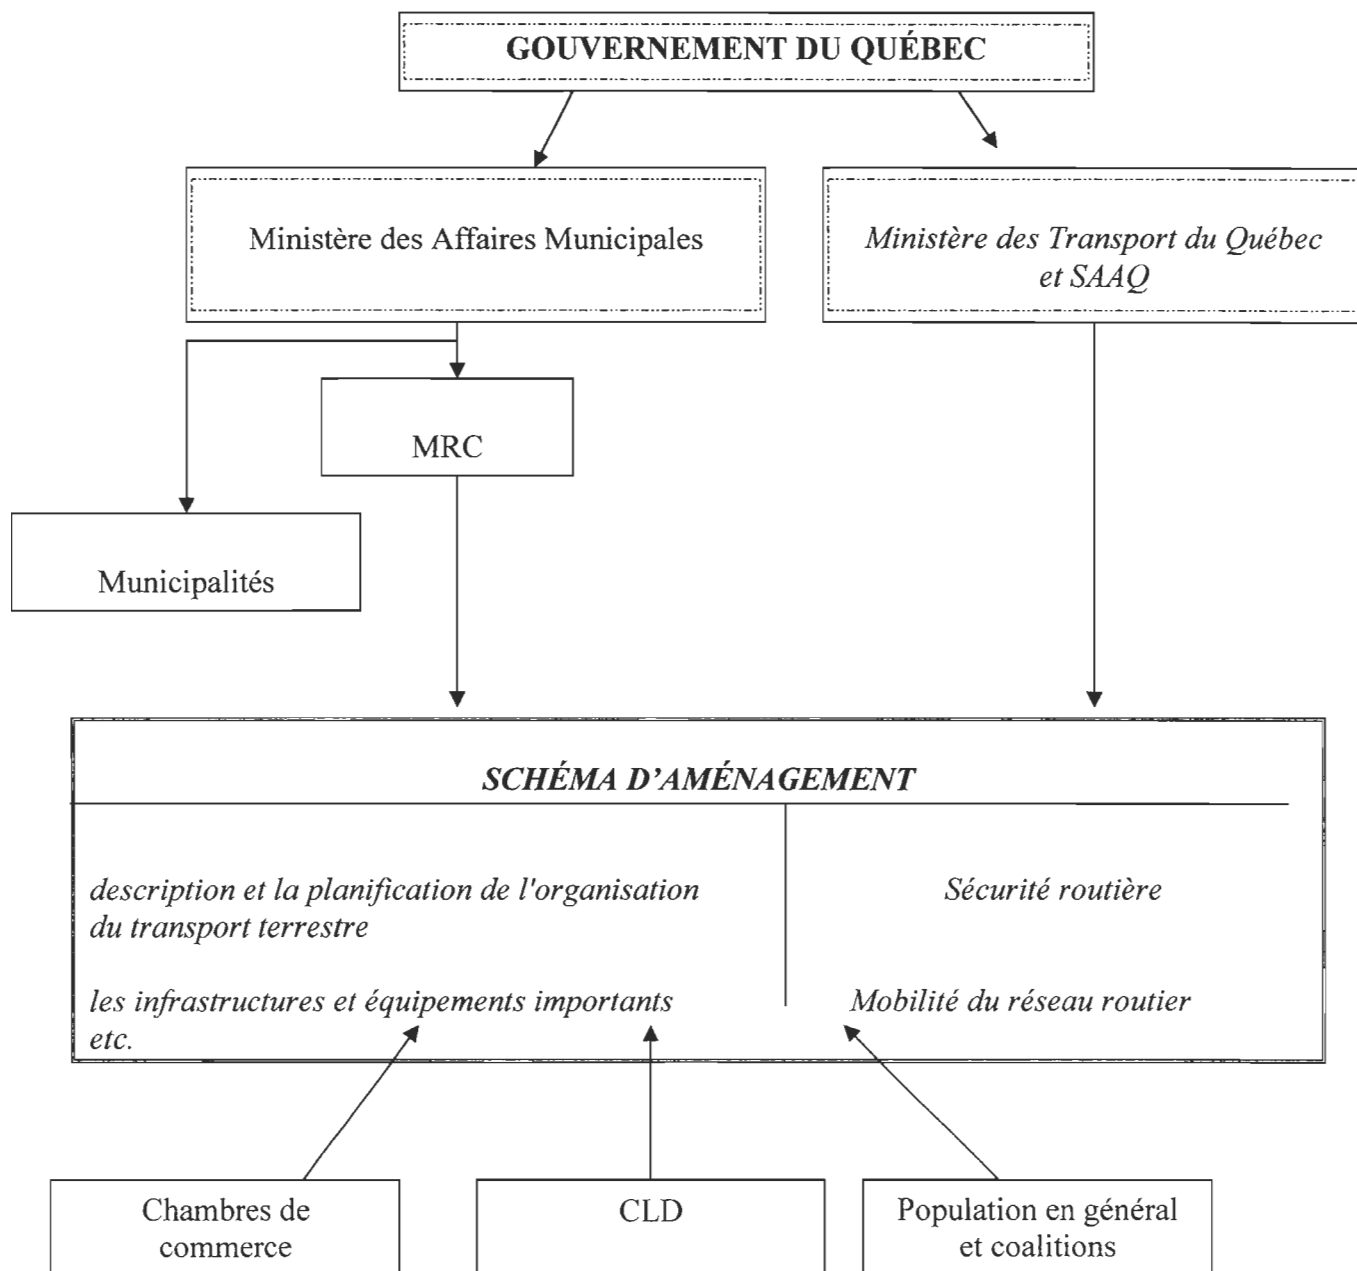 GOUVERNEMENT DU QUÉBEC
Ministère des Affaires Municipales
Ministère des Transport du Québec
et SAAQ
MRC
Municipalités
SCHÉMA D'AMÉNAGEMENT
description et la planification de l'organisation
du transport terrestre
Sécurité routière
les infrastructures et équipements importants
etc.
Mobilité du réseau routier
Chambres de
commerce
CLD
Population en général
et coalitions